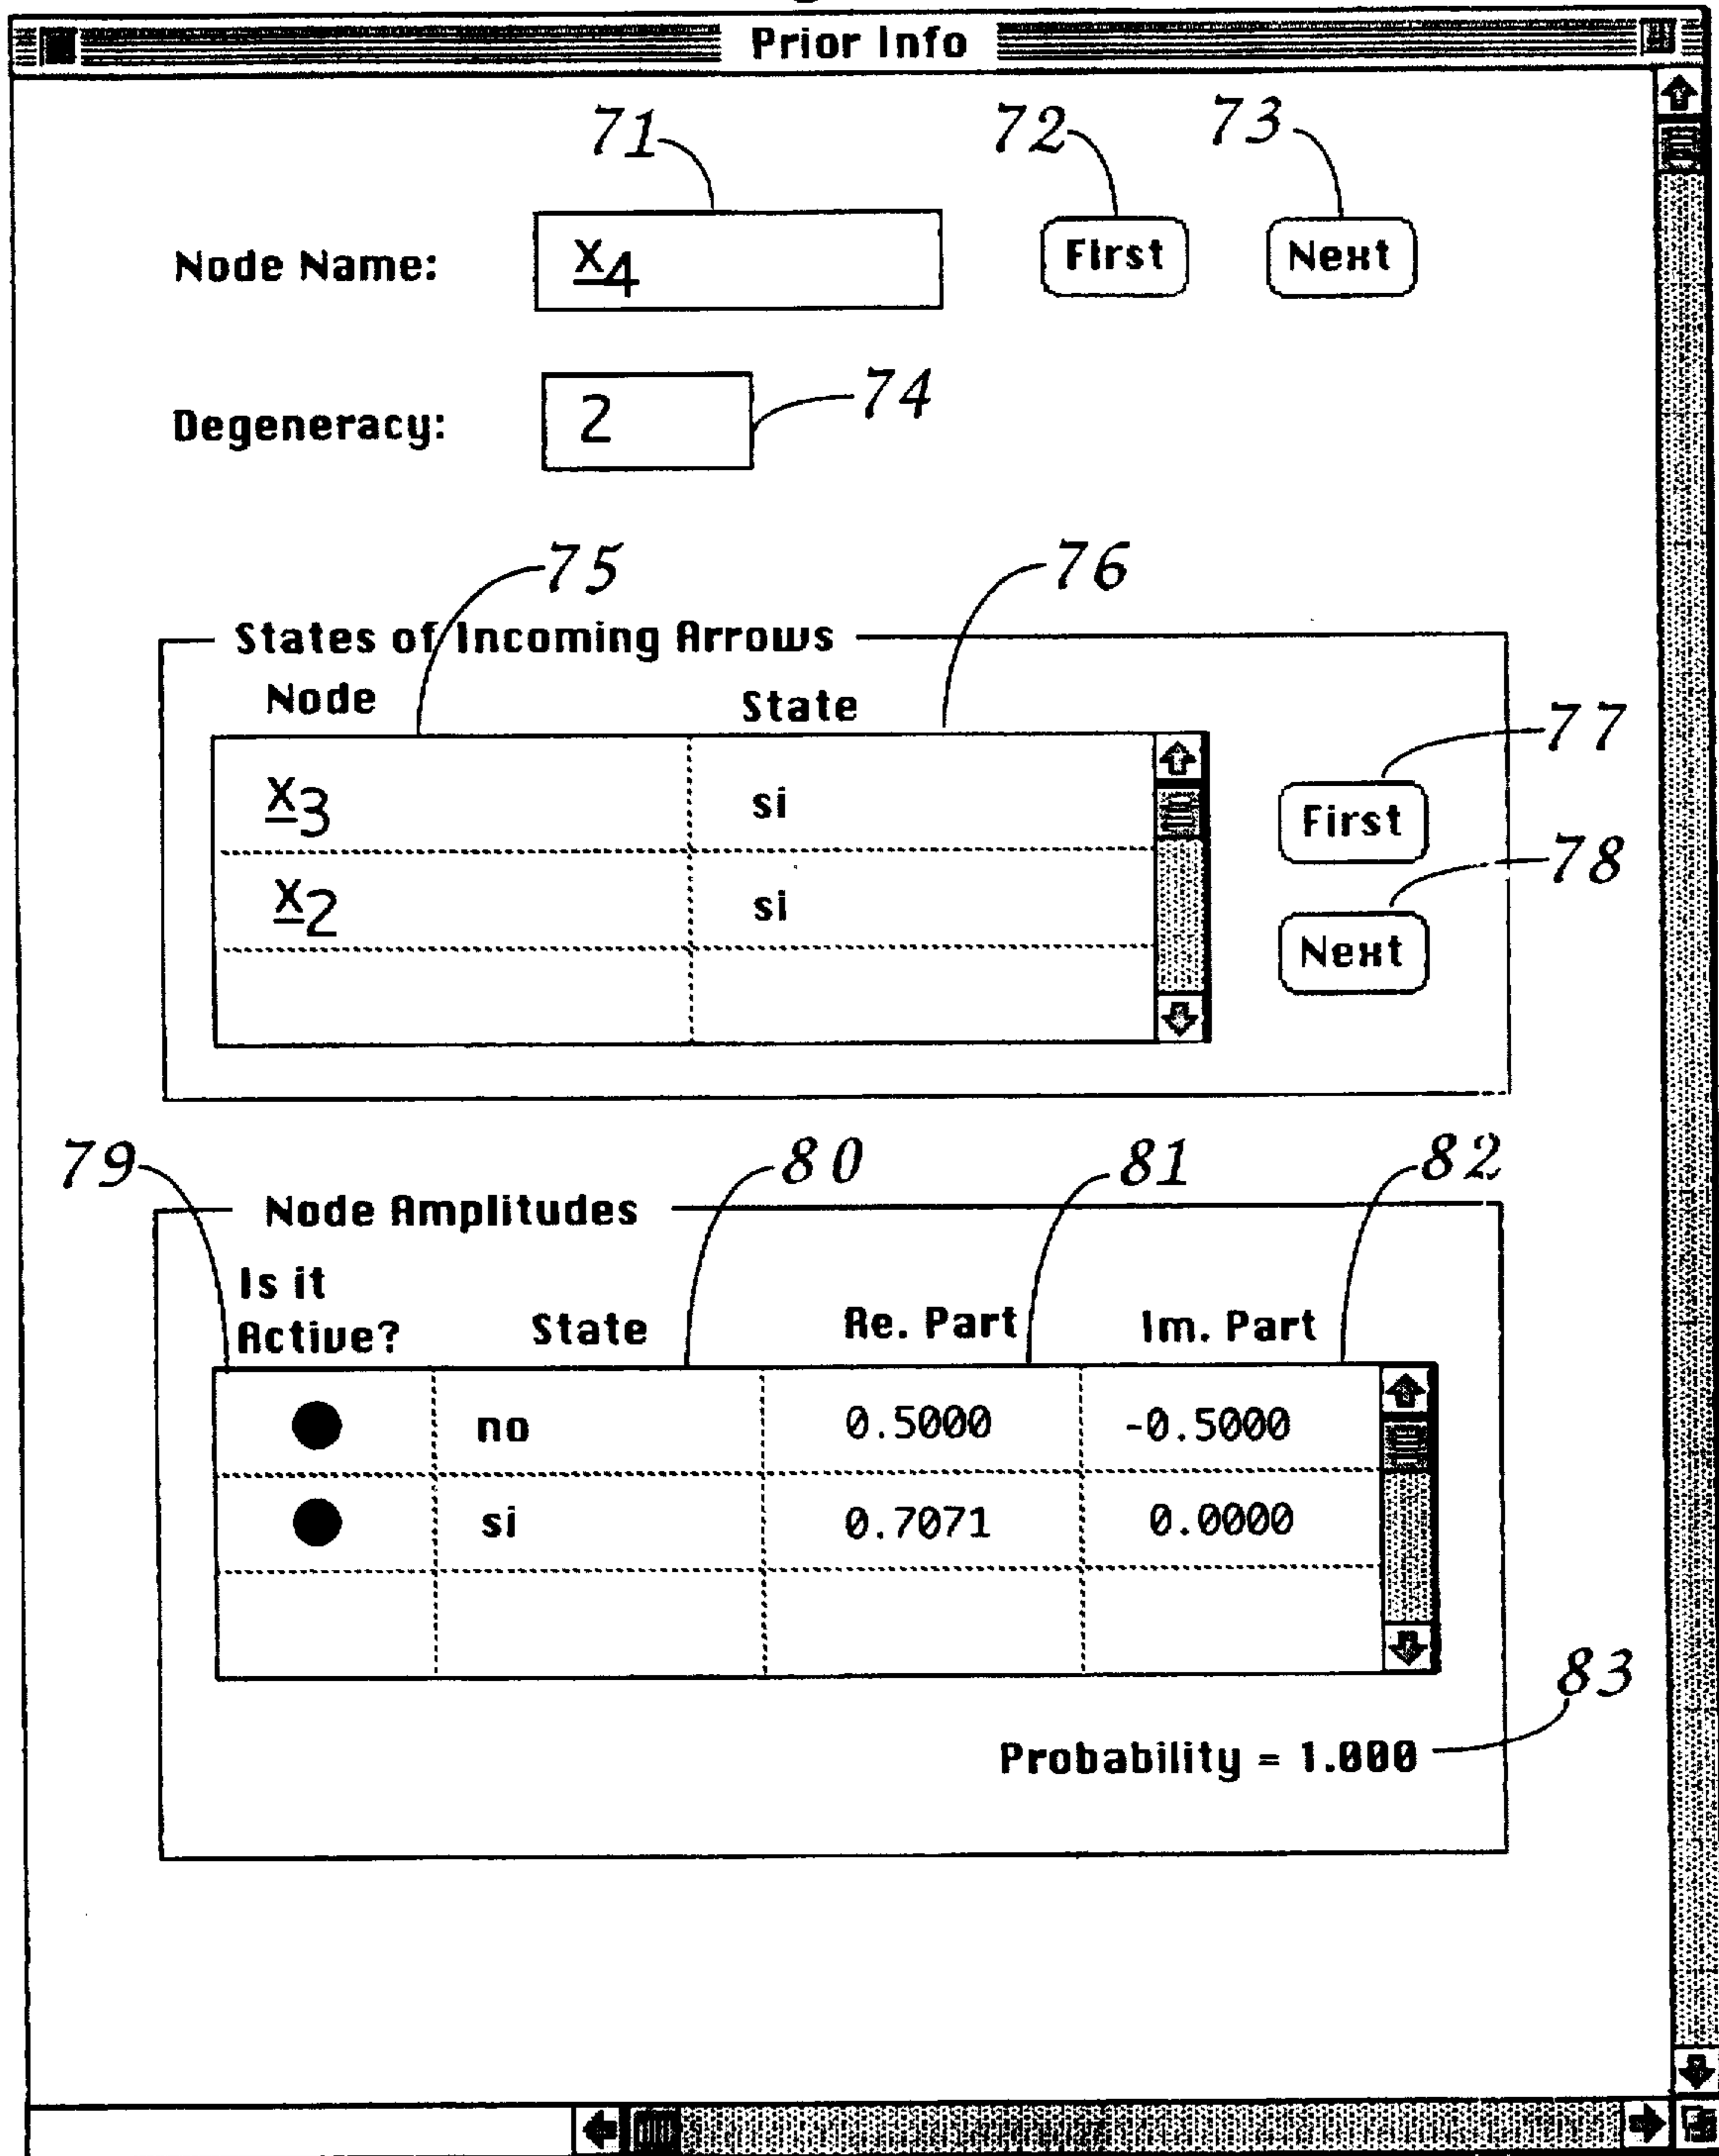 Prior Info
71 72 73
Node Name: x4 First Next
Degeneracy: 2 74
75 76
States of Incoming Arrows
Node State
77
x3 si First
78
x2 si Next
79 80 81 82
Node Amplitudes
Is it
Active? State Re. Part Im. Part
no 0.5000 -0.5000
si 0.7071 0.0000
83
Probability = 1.000